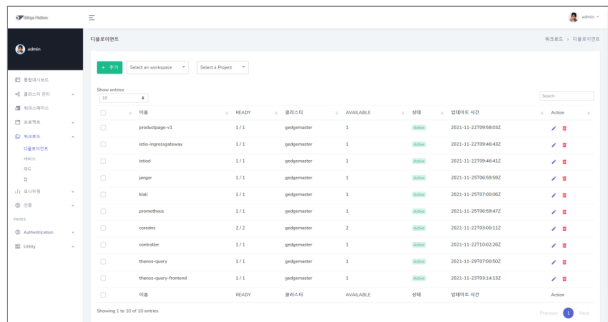 admin
admin
디플로이먼트
워크로드 > 디플로이먼트
+ 추가 Select an workspace Select a Project
통합대시보드
클러스터 관리
워크스페이스
프로젝트
워크로드
디플로이먼트
서비스
파드
잡
모니터링
인증
PAGES
Authentication
Utility
Show entries
10
Search
이름 READY 클러스터 AVAILABLE 상태 업데이트 시간 Action
productpage-v1 1 / 1 gedgemaster 1 Active 2021-11-22T09:58:03Z
istio-ingressgateway 1 / 1 gedgemaster 1 Active 2021-11-22T09:46:43Z
istiod 1 / 1 gedgemaster 1 Active 2021-11-22T09:46:41Z
jaeger 1 / 1 gedgemaster 1 Active 2021-11-25T06:59:09Z
kiali 1 / 1 gedgemaster 1 Active 2021-11-25T07:00:06Z
prometheus 1 / 1 gedgemaster 1 Active 2021-11-25T06:59:47Z
coredns 2 / 2 gedgemaster 2 Active 2021-11-22T03:00:11Z
controller 1 / 1 gedgemaster 1 Active 2021-11-22T10:02:20Z
thanos-query 1 / 1 gedgemaster 1 Active 2021-11-29T07:00:50Z
thanos-query-frontend 1 / 1 gedgemaster 1 Active 2021-11-23T03:14:13Z
이름 READY 클러스터 AVAILABLE 상태 업데이트 시간 Action
Showing 1 to 10 of 10 entries
Previous 1 Next